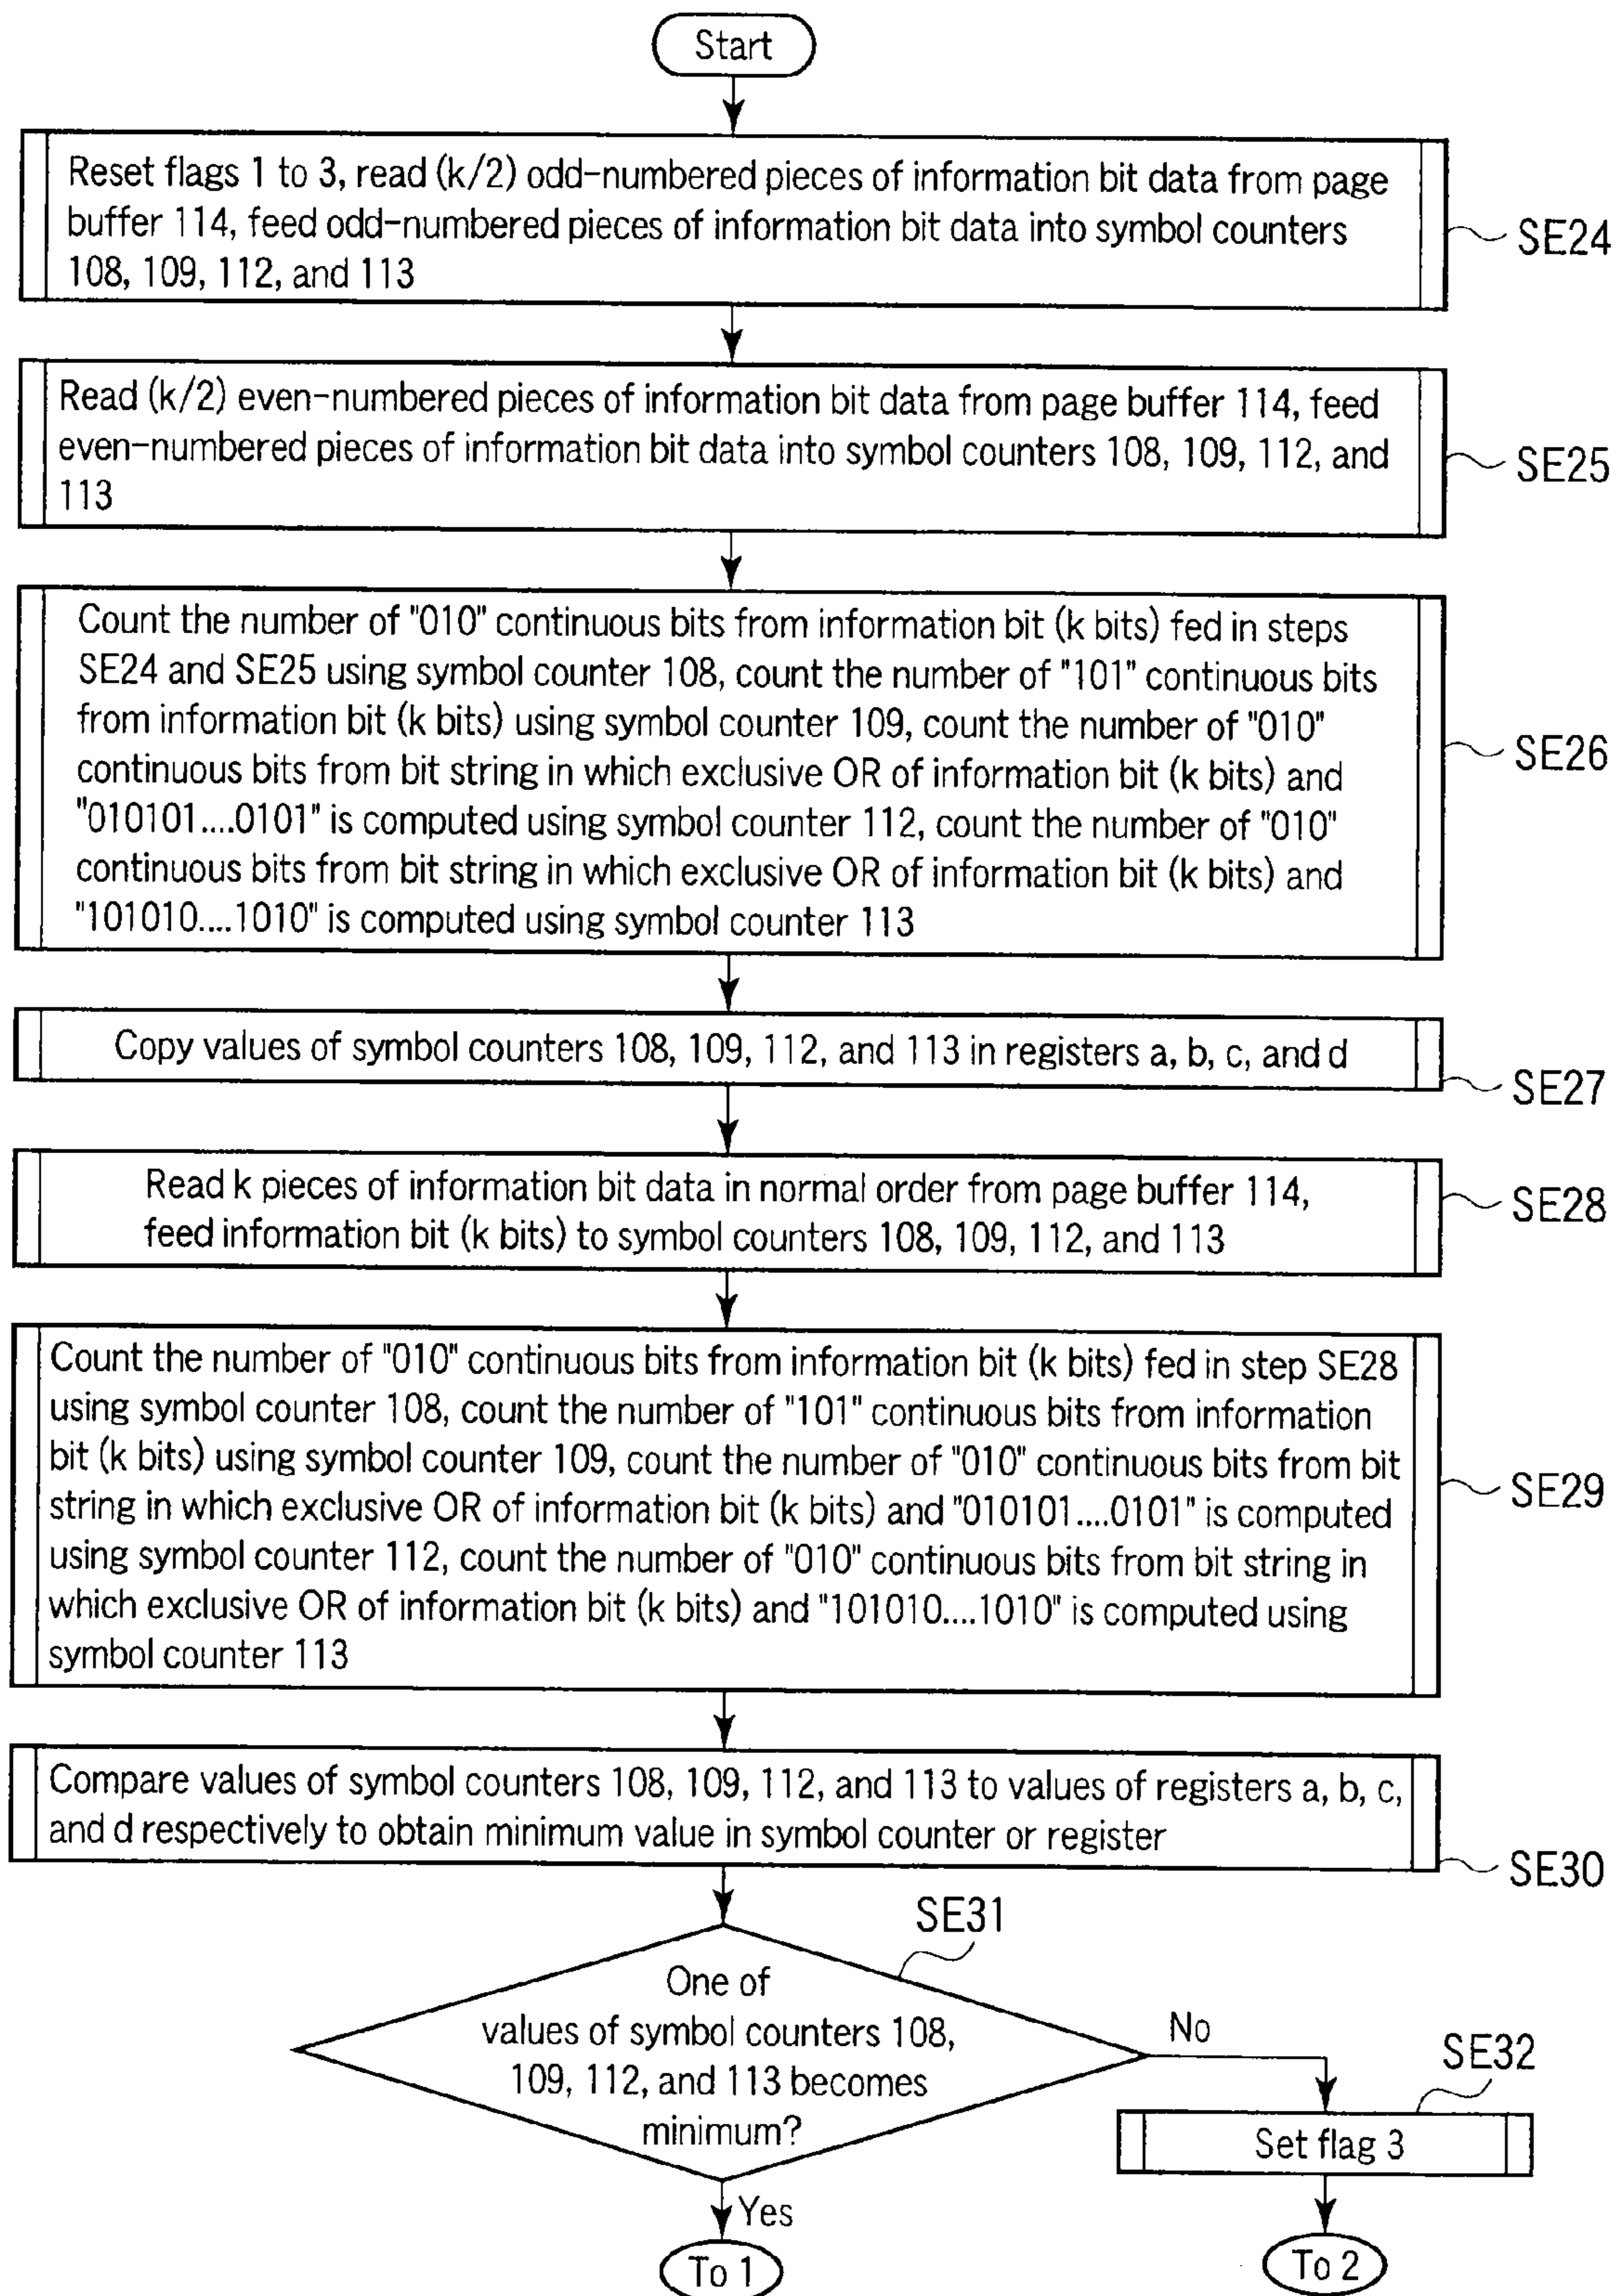 Start
Reset flags 1 to 3, read (k/2) odd-numbered pieces of information bit data from page
buffer 114, feed odd-numbered pieces of information bit data into symbol counters
108, 109, 112, and 113
SE24
Read (k/2) even-numbered pieces of information bit data from page buffer 114, feed
even-numbered pieces of information bit data into symbol counters 108, 109, 112, and
113
SE25
Count the number of "010" continuous bits from information bit (k bits) fed in steps
SE24 and SE25 using symbol counter 108, count the number of "101" continuous bits
from information bit (k bits) using symbol counter 109, count the number of "010"
continuous bits from bit string in which exclusive OR of information bit (k bits) and
"010101....0101" is computed using symbol counter 112, count the number of "010"
continuous bits from bit string in which exclusive OR of information bit (k bits) and
"101010....1010" is computed using symbol counter 113
SE26
Copy values of symbol counters 108, 109, 112, and 113 in registers a, b, c, and d
SE27
Read k pieces of information bit data in normal order from page buffer 114,
feed information bit (k bits) to symbol counters 108, 109, 112, and 113
SE28
Count the number of "010" continuous bits from information bit (k bits) fed in step SE28
using symbol counter 108, count the number of "101" continuous bits from information
bit (k bits) using symbol counter 109, count the number of "010" continuous bits from bit
string in which exclusive OR of information bit (k bits) and "010101....0101" is computed
using symbol counter 112, count the number of "010" continuous bits from bit string in
which exclusive OR of information bit (k bits) and "101010....1010" is computed using
symbol counter 113
SE29
Compare values of symbol counters 108, 109, 112, and 113 to values of registers a, b, c,
and d respectively to obtain minimum value in symbol counter or register
SE30
SE31
One of
values of symbol counters 108,
109, 112, and 113 becomes
minimum?
No
SE32
Set flag 3
Yes
To 1
To 2